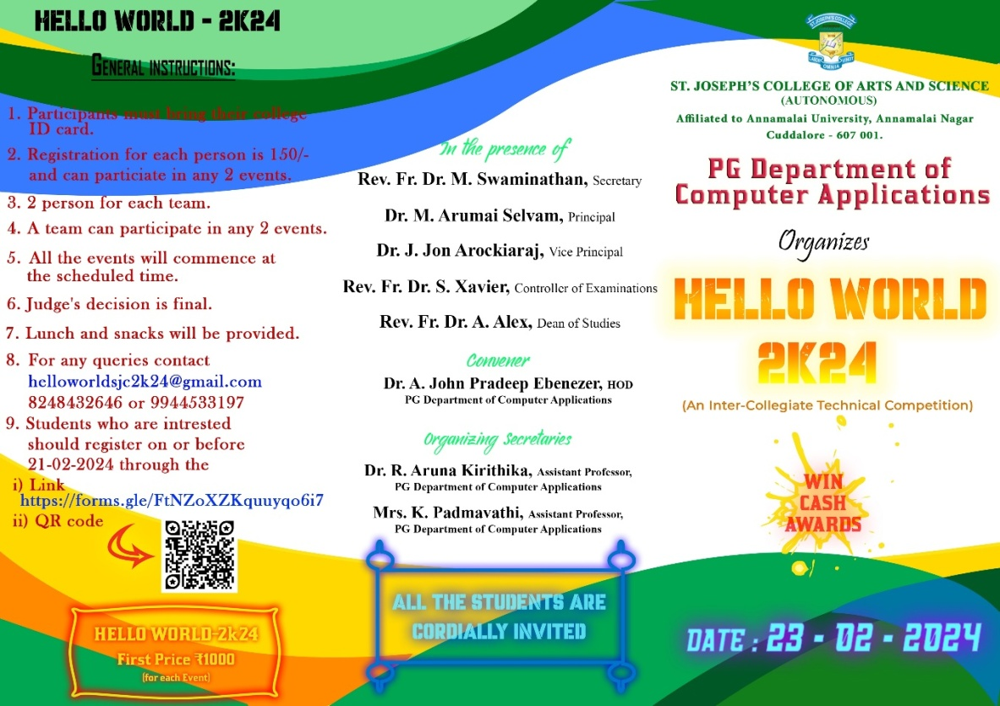 HELLO WORLD - 2K24
GENERAL INSTRUCTIONS:
1. Participants must bring their college
ID card.
2. Registration for each person is 150/-
and can particiate in any 2 events.
3. 2 person for each team.
4. A team can participate in any 2 events.
5. All the events will commence at
the scheduled time.
6. Judge's decision is final.
7. Lunch and snacks will be provided.
8. For any queries contact
helloworldsjc2k24@gmail.com
8248432646 or 9944533197
9. Students who are intrested
should register on or before
21-02-2024 through the
i) Link
https://forms.gle/FtNZoXZKquuyqo6i7
ii) QR code
HELLO WORLD-2k24
First Price ₹1000
(for each Event)
In the presence of
Rev. Fr. Dr. M. Swaminathan, Secretary
Dr. M. Arumai Selvam, Principal
Dr. J. Jon Arockiaraj, Vice Principal
Rev. Fr. Dr. S. Xavier, Controller of Examinations
Rev. Fr. Dr. A. Alex, Dean of Studies
Convener
Dr. A. John Pradeep Ebenezer, HOD
PG Department of Computer Applications
Organizing Secretaries
Dr. R. Aruna Kirithika, Assistant Professor,
PG Department of Computer Applications
Mrs. K. Padmavathi, Assistant Professor,
PG Department of Computer Applications
ALL THE STUDENTS ARE
CORDIALLY INVITED
ST. JOSEPH'S COLLEGE
LABOR OMNIA VINCIT
ST. JOSEPH'S COLLEGE OF ARTS AND SCIENCE
(AUTONOMOUS)
Affiliated to Annamalai University, Annamalai Nagar
Cuddalore - 607 001.
PG Department of
Computer Applications
Organizes
HELLO WORLD
2K24
(An Inter-Collegiate Technical Competition)
WIN
CASH
AWARDS
DATE : 23 - 02 - 2024